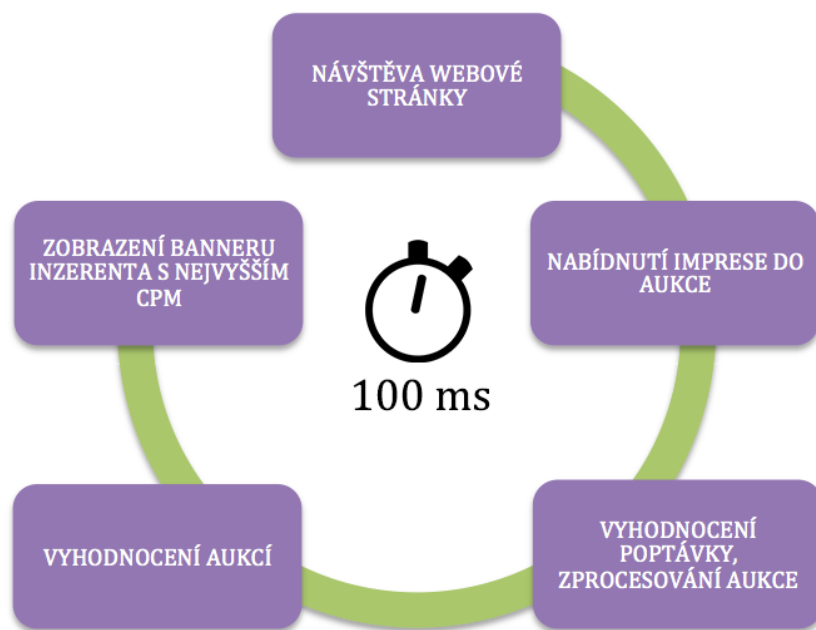 NÁVŠTĚVA WEBOVÉ
STRÁNKY
NABÍDNUTÍ IMPRESE DO
AUKCE
VYHODNOCENÍ
POPTÁVKY,
ZPROCESOVÁNÍ AUKCE
VYHODNOCENÍ AUKCÍ
ZOBRAZENÍ BANNERU
INZERENTA S NEJVYŠŠÍM
CPM
100 ms